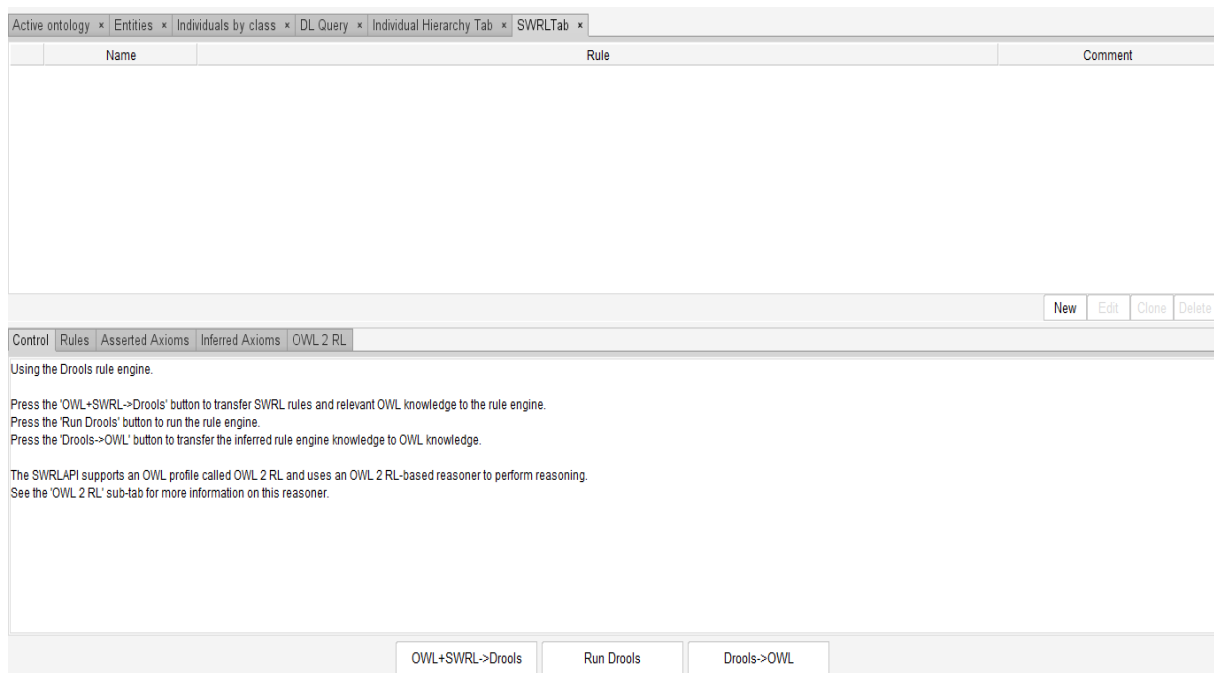 Active ontology × Entities × Individuals by class × DL Query × Individual Hierarchy Tab × SWRLTab ×
Name Rule Comment
New Edit Clone Delete
Control Rules Asserted Axioms Inferred Axioms OWL 2 RL
Using the Drools rule engine.
Press the 'OWL+SWRL->Drools' button to transfer SWRL rules and relevant OWL knowledge to the rule engine.
Press the 'Run Drools' button to run the rule engine.
Press the 'Drools->OWL' button to transfer the inferred rule engine knowledge to OWL knowledge.
The SWRLAPI supports an OWL profile called OWL 2 RL and uses an OWL 2 RL-based reasoner to perform reasoning.
See the 'OWL 2 RL' sub-tab for more information on this reasoner.
OWL+SWRL->Drools Run Drools Drools->OWL